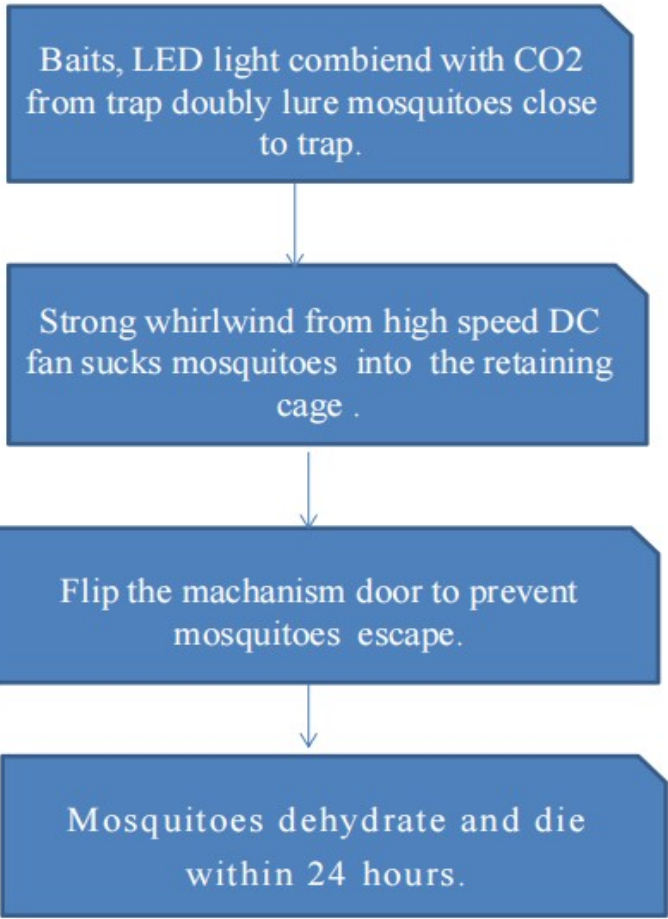 Baits, LED light combiend with CO2
from trap doubly lure mosquitoes close
to trap.
Strong whirlwind from high speed DC
fan sucks mosquitoes into the retaining
cage .
Flip the machanism door to prevent
mosquitoes escape.
Mosquitoes dehydrate and die
within 24 hours.